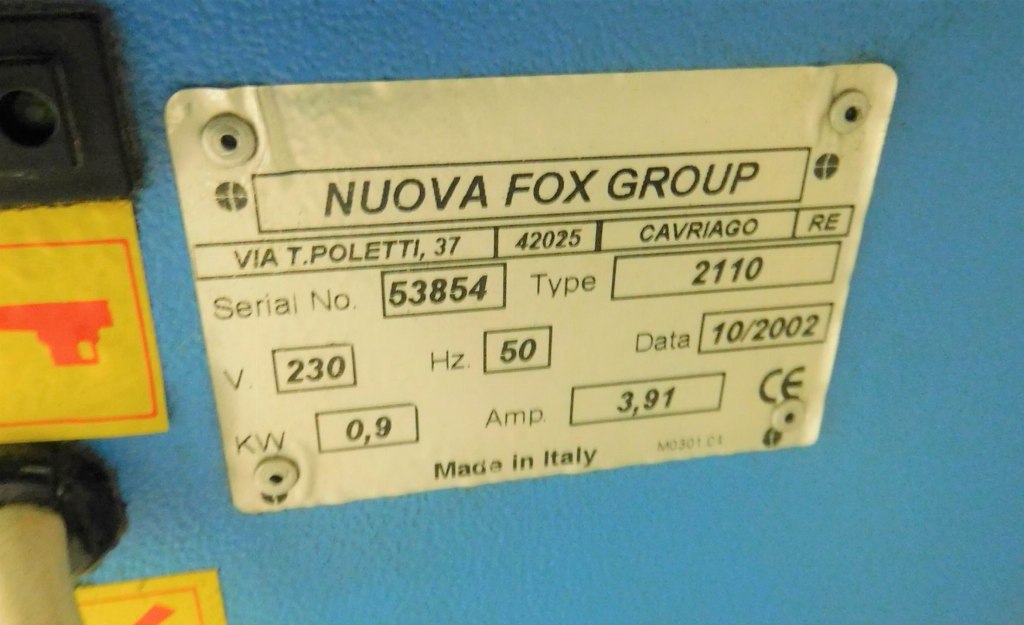 NUOVA FOX GROUP
VIA T.POLETTI, 37 42025 CAVRIAGO RE
Serial No. 53854 Type 2110
V. 230 Hz. 50 Data 10/2002
KW 0,9 Amp. 3,91 CE
Made in Italy M0301.01